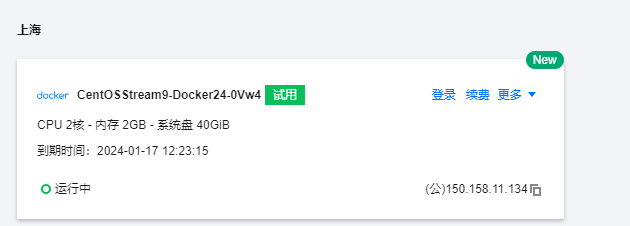 上海
New
docker CentOSStream9-Docker24-0Vw4 试用 登录 续费 更多
CPU 2核 - 内存 2GB - 系统盘 40GiB
到期时间：2024-01-17 12:23:15
运行中 (公)150.158.11.134